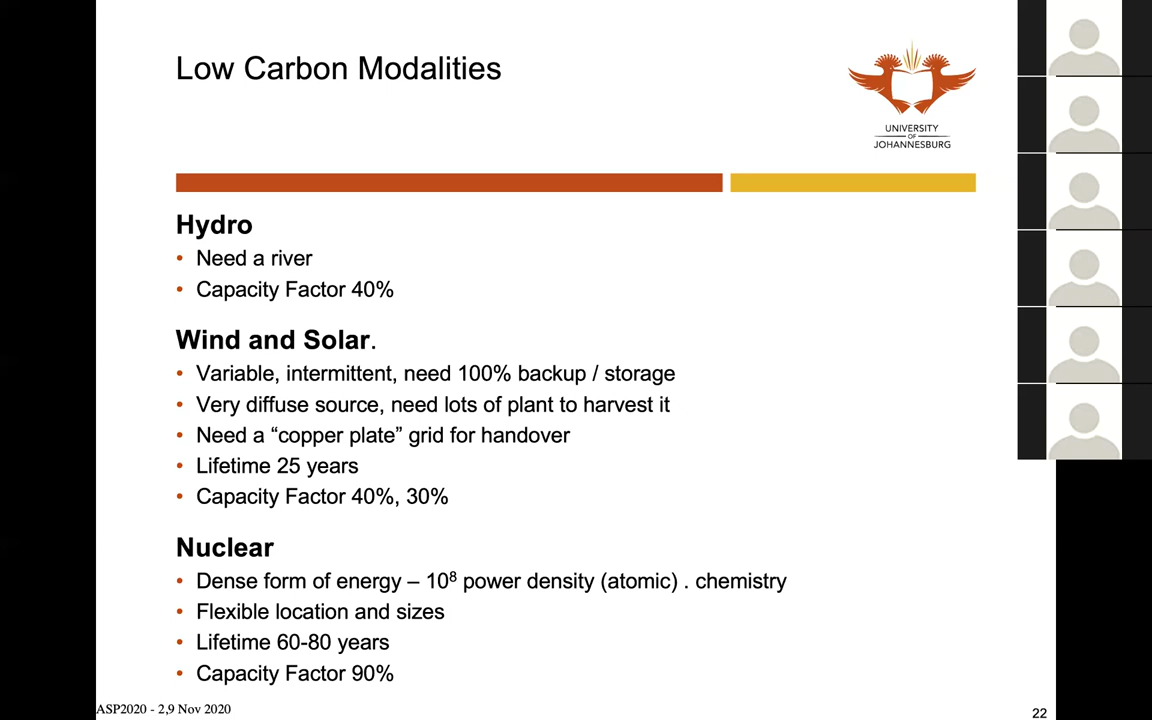 Low Carbon Modalities
UNIVERSITY
OF
JOHANNESBURG
Hydro
• Need a river
• Capacity Factor 40%
Wind and Solar.
• Variable, intermittent, need 100% backup / storage
• Very diffuse source, need lots of plant to harvest it
• Need a “copper plate” grid for handover
• Lifetime 25 years
• Capacity Factor 40%, 30%
Nuclear
• Dense form of energy – 10⁸ power density (atomic) . chemistry
• Flexible location and sizes
• Lifetime 60-80 years
• Capacity Factor 90%
ASP2020 - 2,9 Nov 2020
22